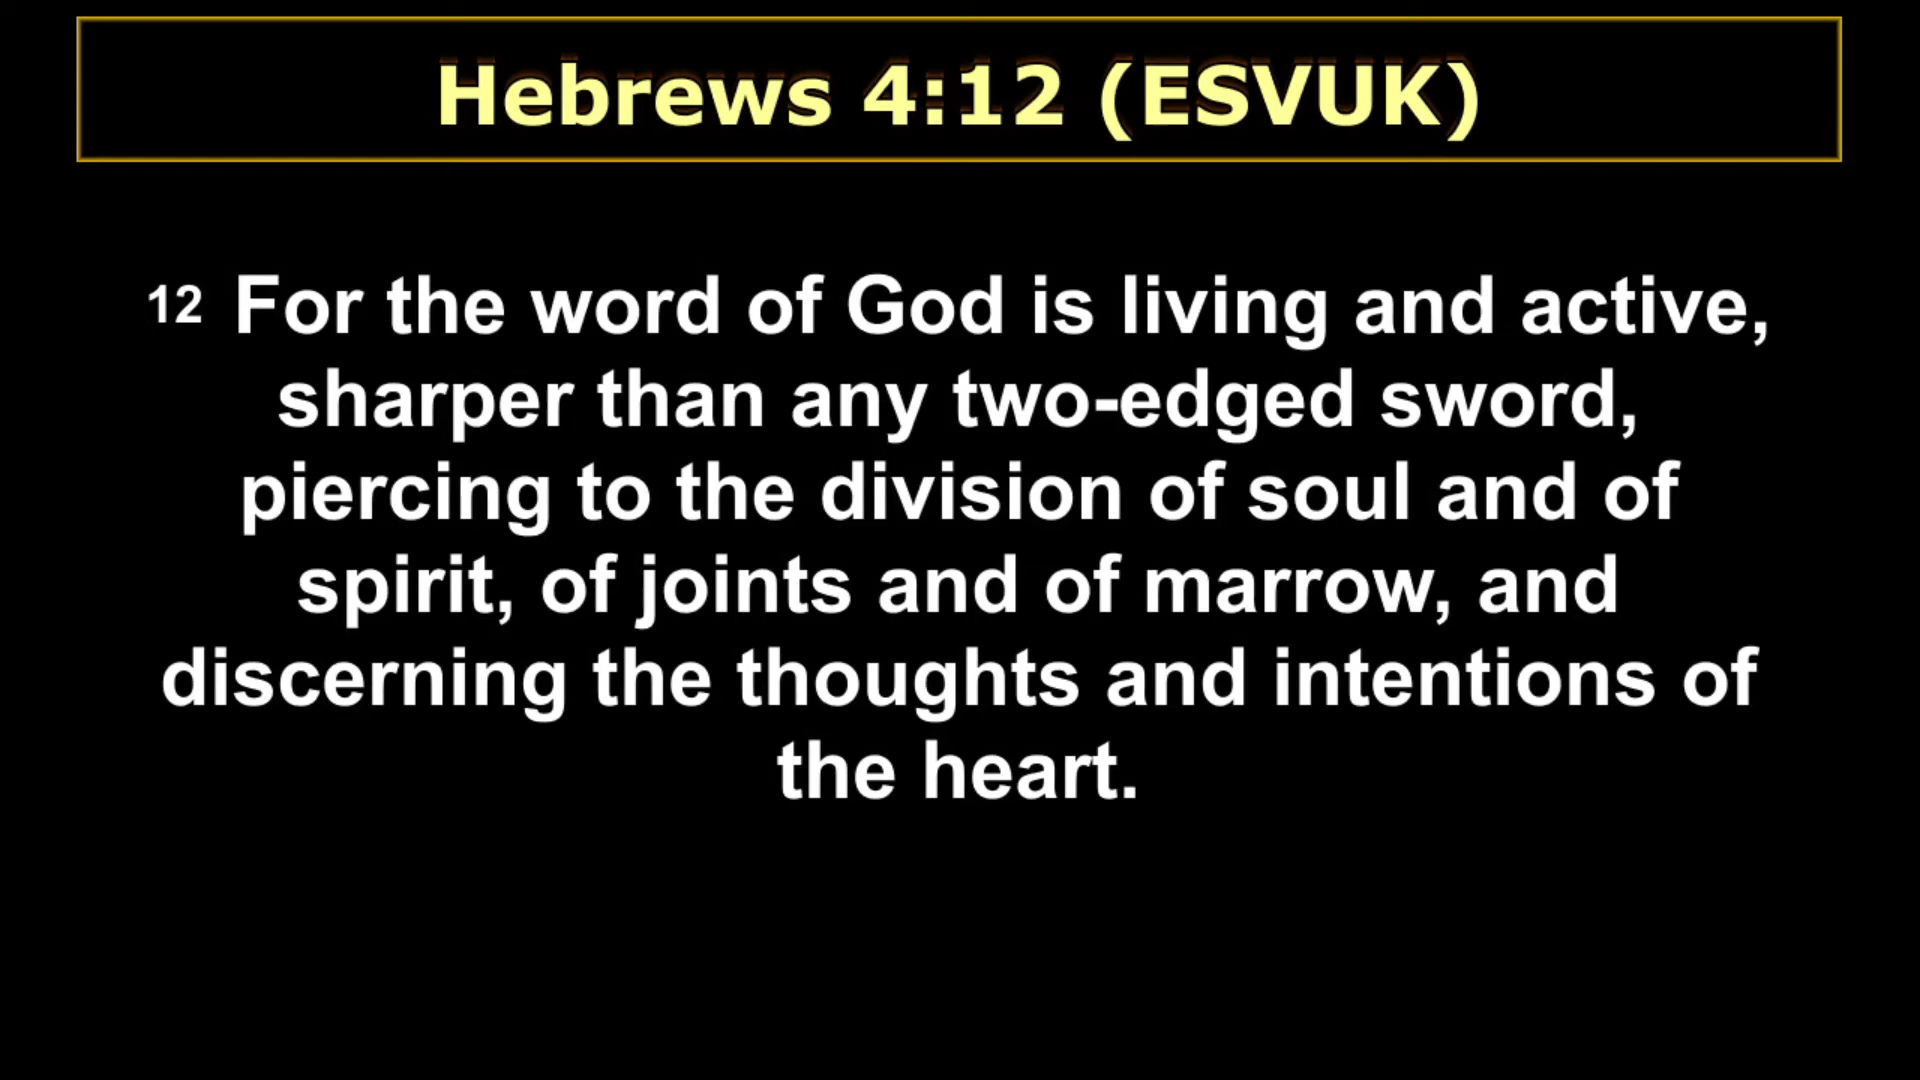 Hebrews 4:12 (ESVUK)
12 For the word of God is living and active,
sharper than any two-edged sword,
piercing to the division of soul and of
spirit, of joints and of marrow, and
discerning the thoughts and intentions of
the heart.